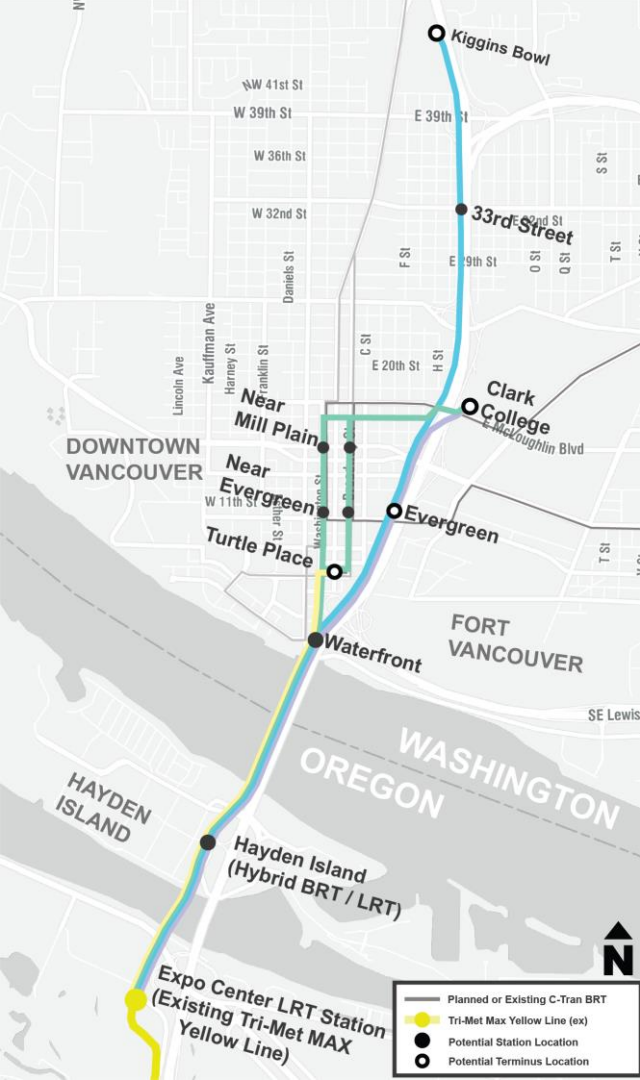 N
Kiggins Bowl
NW 41st St
W 39th St
E 39th St
W 36th St
S St
W 32nd St
33rd Street
E 32nd St
F St
E 29th St
O St
Q St
T St
Daniels St
Kauffman Ave
Harney St
Franklin St
Lincoln Ave
C St
E 20th St
H St
Near
Mill Plain
Clark
College
E McLoughlin Blvd
DOWNTOWN
VANCOUVER
Near
Evergreen
W 11th St
Esther St
Washington St
Evergreen
Turtle Place
T St
Waterfront
FORT
VANCOUVER
SE Lewis
WASHINGTON
OREGON
HAYDEN
ISLAND
Hayden Island
(Hybrid BRT / LRT)
Expo Center LRT Station
(Existing Tri-Met MAX
Yellow Line)
N
Planned or Existing C-Tran BRT
Tri-Met Max Yellow Line (ex)
Potential Station Location
Potential Terminus Location